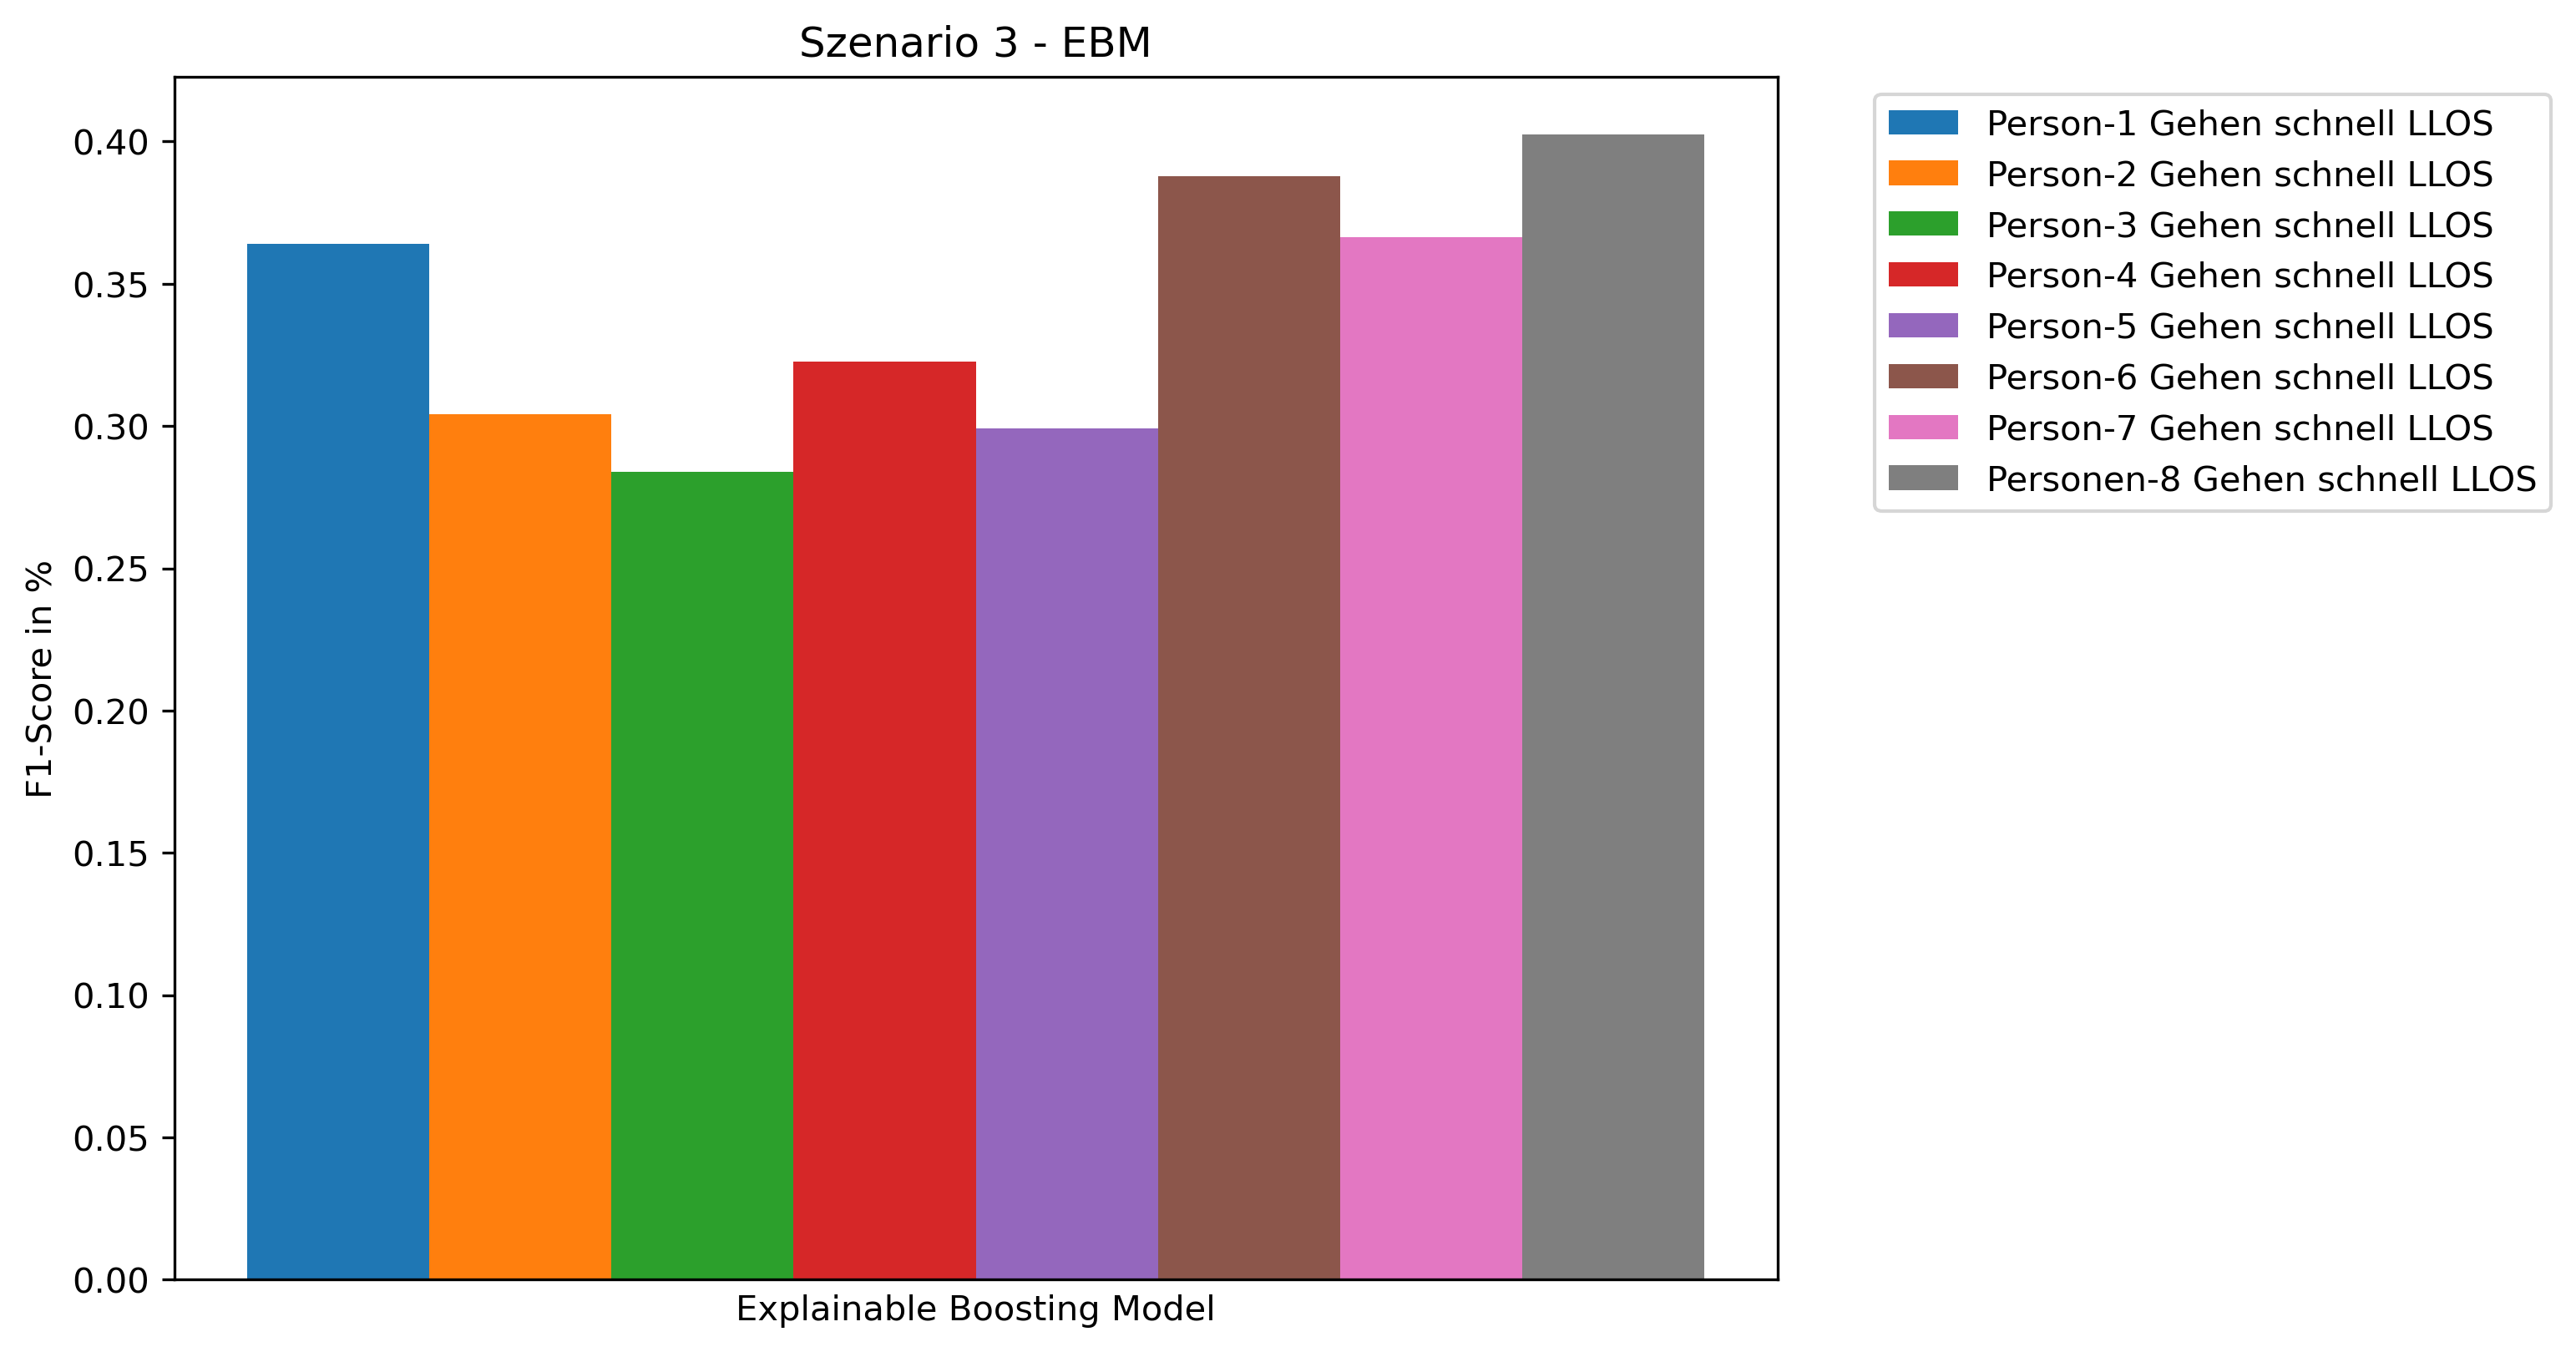 Szenario 3 - EBM
F1-Score in %
0.40
0.35
0.30
0.25
0.20
0.15
0.10
0.05
0.00
Explainable Boosting Model
Person-1 Gehen schnell LLOS
Person-2 Gehen schnell LLOS
Person-3 Gehen schnell LLOS
Person-4 Gehen schnell LLOS
Person-5 Gehen schnell LLOS
Person-6 Gehen schnell LLOS
Person-7 Gehen schnell LLOS
Personen-8 Gehen schnell LLOS